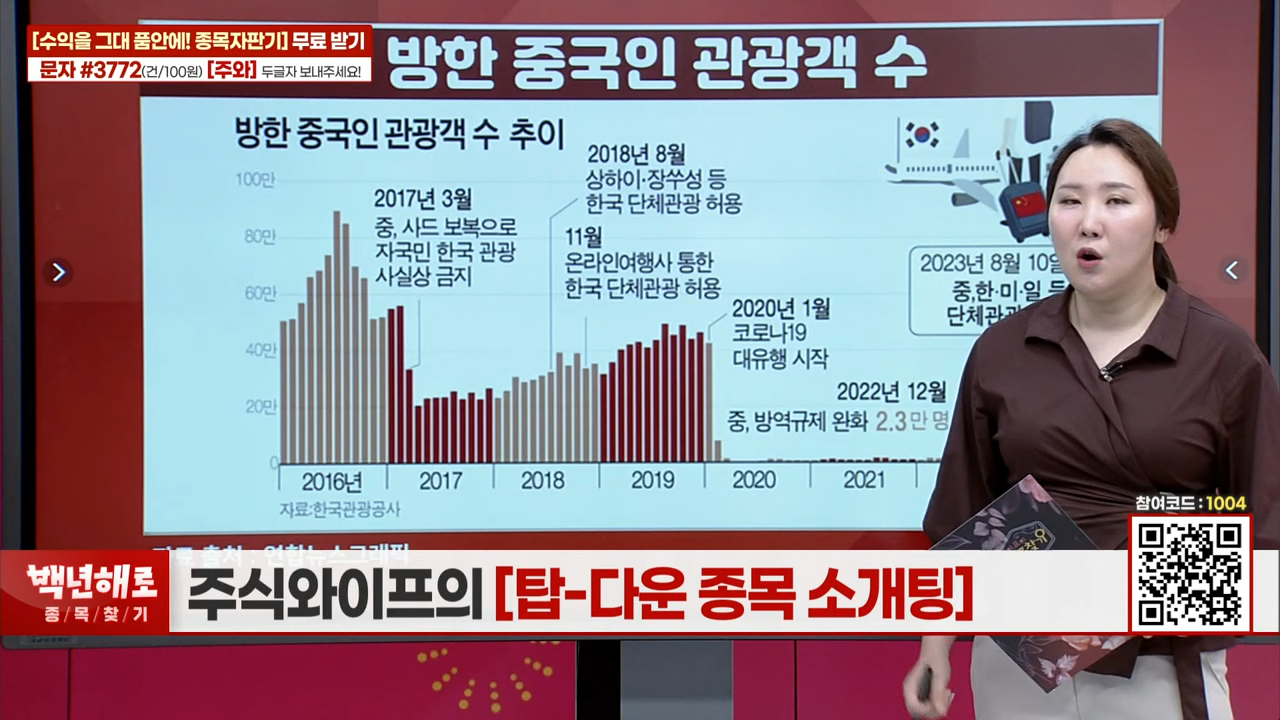 [수익을 그대 품안에! 종목자판기] 무료 받기
문자 #3772(건/100원) [주와] 두글자 보내주세요!
방한 중국인 관광객 수
방한 중국인 관광객 수 추이
100만
80만
60만
40만
20만
0
2017년 3월
중, 사드 보복으로
자국민 한국 관광
사실상 금지
2018년 8월
상하이·장쑤성 등
한국 단체관광 허용
11월
온라인여행사 통한
한국 단체관광 허용
2020년 1월
코로나19
대유행 시작
2022년 12월
중, 방역규제 완화 2.3만 명
2023년 8월 10일
중,한·미·일 등
단체관광
2016년
2017
2018
2019
2020
2021
자료:한국관광공사
자료 출처 : 연합뉴스그래픽
참여코드 : 1004
백년해로
종/목/찾/기
주식와이프의 [탑-다운 종목 소개팅]